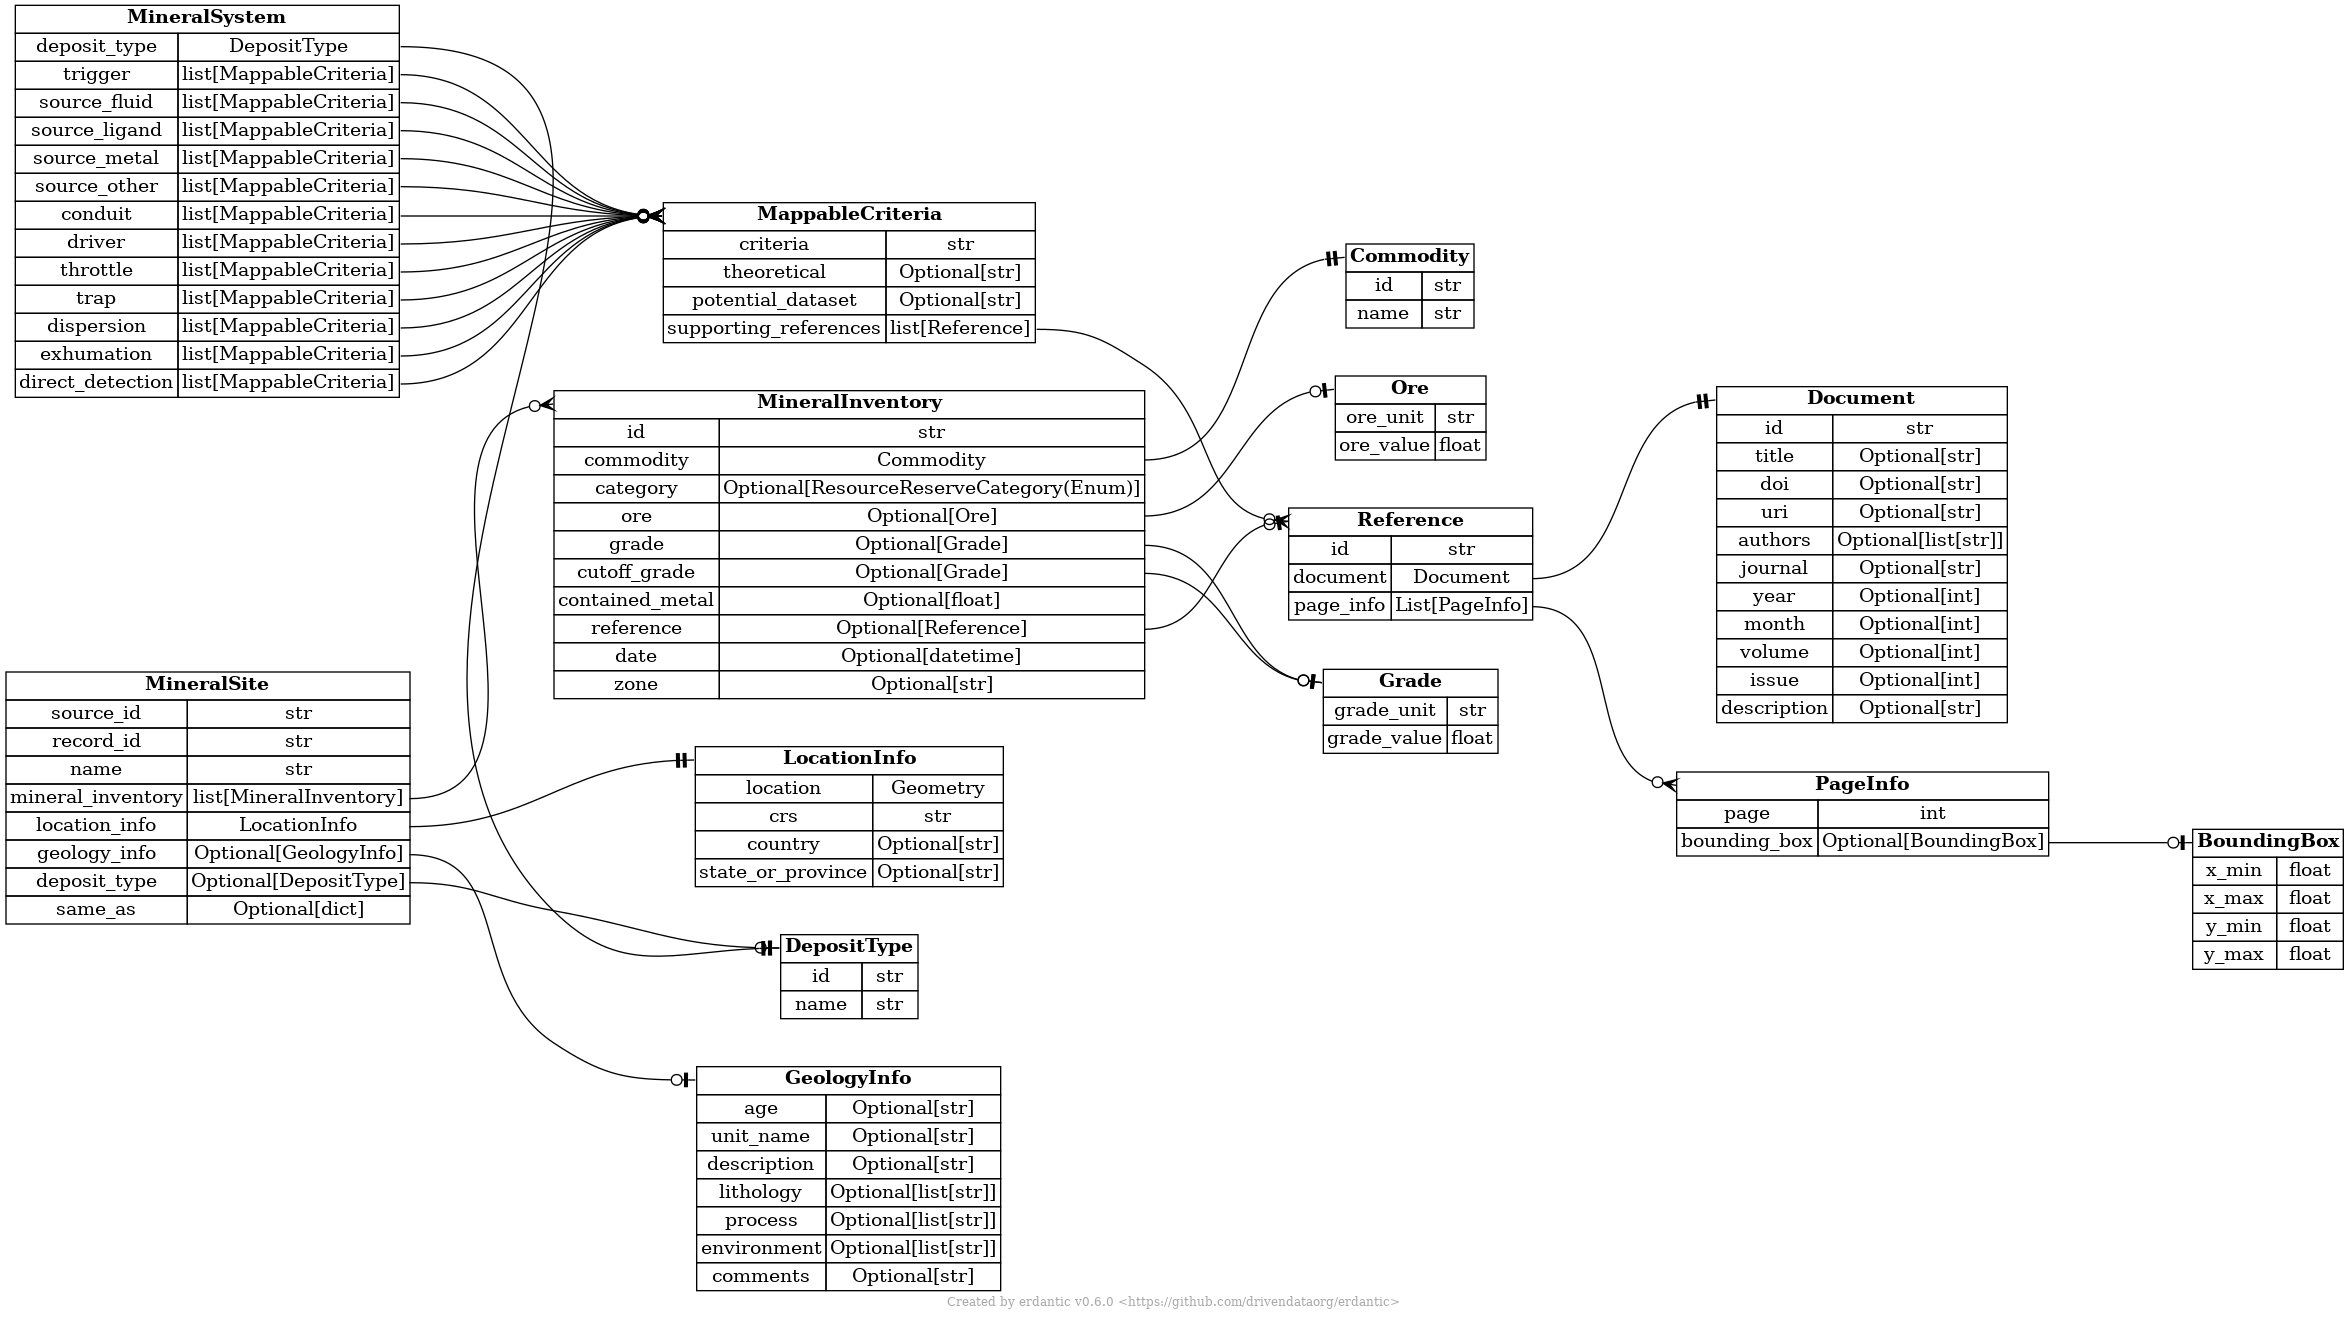 MineralSystem
deposit_type DepositType
trigger list[MappableCriteria]
source_fluid list[MappableCriteria]
source_ligand list[MappableCriteria]
source_metal list[MappableCriteria]
source_other list[MappableCriteria]
conduit list[MappableCriteria]
driver list[MappableCriteria]
throttle list[MappableCriteria]
trap list[MappableCriteria]
dispersion list[MappableCriteria]
exhumation list[MappableCriteria]
direct_detection list[MappableCriteria]
MappableCriteria
criteria str
theoretical Optional[str]
potential_dataset Optional[str]
supporting_references list[Reference]
Commodity
id str
name str
Ore
ore_unit str
ore_value float
MineralInventory
id str
commodity Commodity
category Optional[ResourceReserveCategory(Enum)]
ore Optional[Ore]
grade Optional[Grade]
cutoff_grade Optional[Grade]
contained_metal Optional[float]
reference Optional[Reference]
date Optional[datetime]
zone Optional[str]
Reference
id str
document Document
page_info List[PageInfo]
Document
id str
title Optional[str]
doi Optional[str]
uri Optional[str]
authors Optional[list[str]]
journal Optional[str]
year Optional[int]
month Optional[int]
volume Optional[int]
issue Optional[int]
description Optional[str]
Grade
grade_unit str
grade_value float
MineralSite
source_id str
record_id str
name str
mineral_inventory list[MineralInventory]
location_info LocationInfo
geology_info Optional[GeologyInfo]
deposit_type Optional[DepositType]
same_as Optional[dict]
LocationInfo
location Geometry
crs str
country Optional[str]
state_or_province Optional[str]
PageInfo
page int
bounding_box Optional[BoundingBox]
BoundingBox
x_min float
x_max float
y_min float
y_max float
DepositType
id str
name str
GeologyInfo
age Optional[str]
unit_name Optional[str]
description Optional[str]
lithology Optional[list[str]]
process Optional[list[str]]
environment Optional[list[str]]
comments Optional[str]
Created by erdantic v0.6.0 <https://github.com/drivendataorg/erdantic>